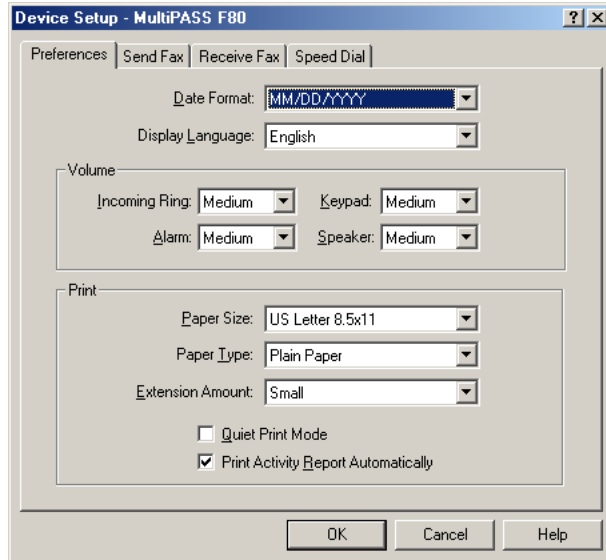 Device Setup - MultiPASS F80
Preferences Send Fax Receive Fax Speed Dial
Date Format: MM/DD/YYYY
Display Language: English
Volume
Incoming Ring: Medium Keypad: Medium
Alarm: Medium Speaker: Medium
Print
Paper Size: US Letter 8.5x11
Paper Type: Plain Paper
Extension Amount: Small
Quiet Print Mode
Print Activity Report Automatically
OK Cancel Help